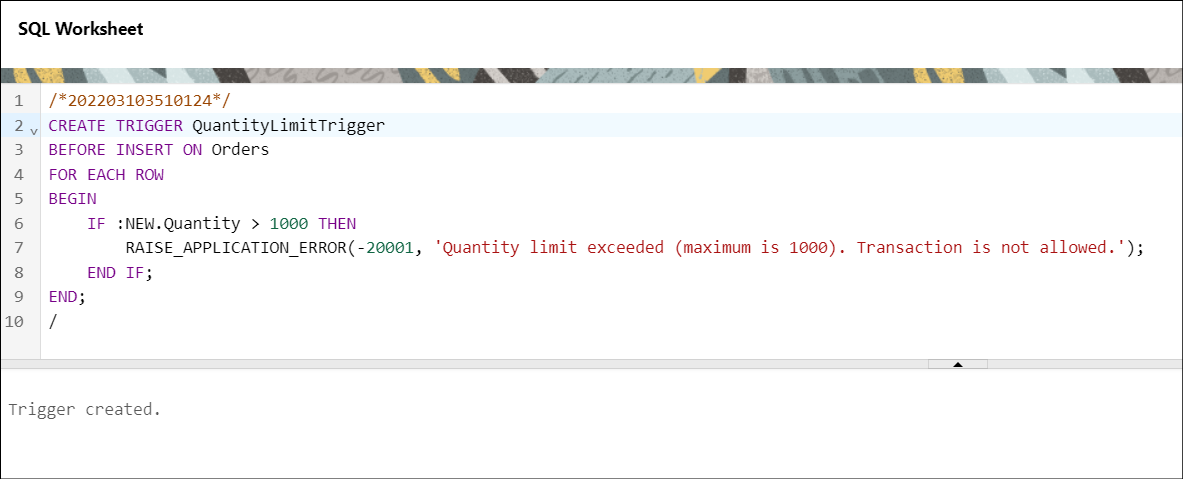 SQL Worksheet
1 /*202203103510124*/
2 CREATE TRIGGER QuantityLimitTrigger
3 BEFORE INSERT ON Orders
4 FOR EACH ROW
5 BEGIN
6     IF :NEW.Quantity > 1000 THEN
7         RAISE_APPLICATION_ERROR(-20001, 'Quantity limit exceeded (maximum is 1000). Transaction is not allowed.');
8     END IF;
9 END;
10 /
Trigger created.